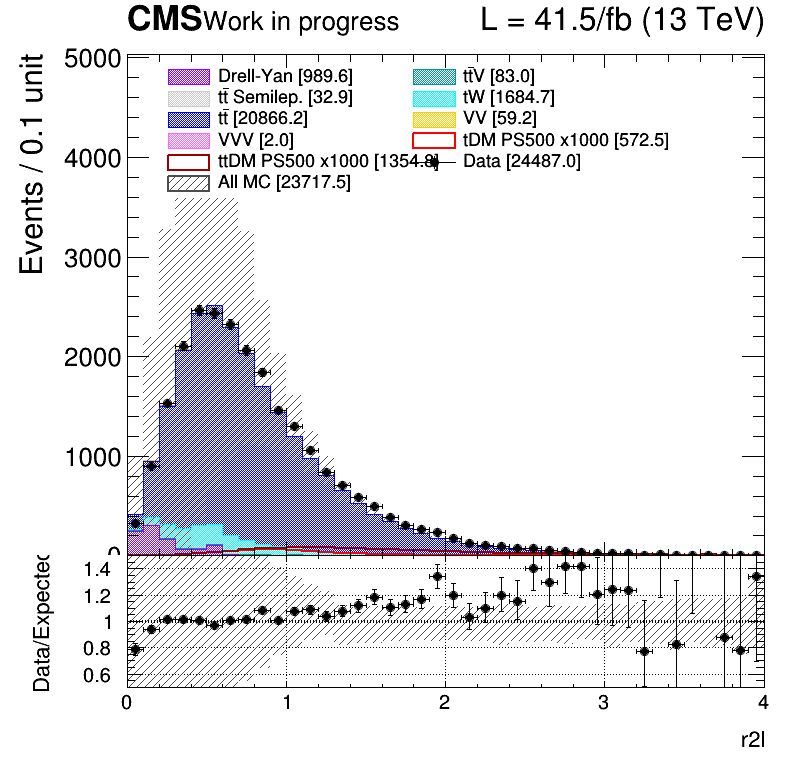 CMS Work in progress L = 41.5/fb (13 TeV)
Events / 0.1 unit
5000
4000
3000
2000
1000
0
Drell-Yan [989.6]
tt̄ Semilep. [32.9]
tt̄ [20866.2]
VVV [2.0]
ttDM PS500 x1000 [1354.8]
All MC [23717.5]
tt̄V [83.0]
tW [1684.7]
VV [59.2]
tDM PS500 x1000 [572.5]
Data [24487.0]
Data/Expected
1.4
1.2
1
0.8
0.6
0 1 2 3 4
r2l